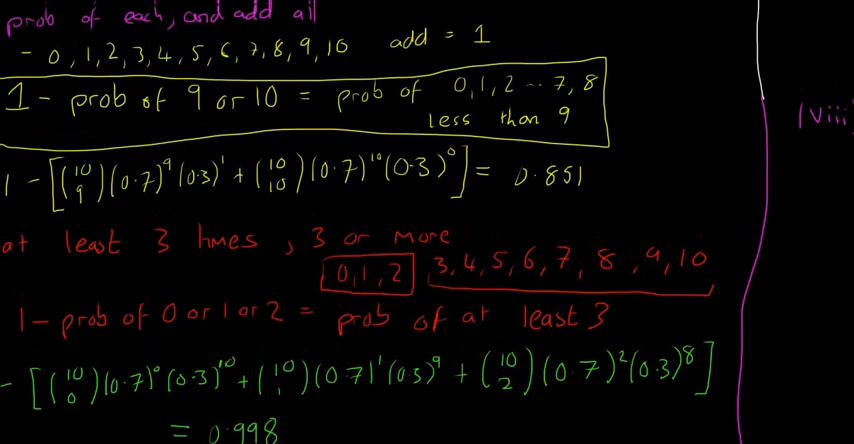 prob of each, and add all
- 0, 1, 2, 3, 4, 5, 6, 7, 8, 9, 10 add = 1
1 - prob of 9 or 10 = prob of 0, 1, 2 ... 7, 8
less than 9
1 - [(10 9)(0.7)^9(0.3)^1 + (10 10)(0.7)^10(0.3)^0] = 0.851
at least 3 times, 3 or more
0, 1, 2 3, 4, 5, 6, 7, 8, 9, 10
1 - prob of 0 or 1 or 2 = prob of at least 3
- [(10 0)(0.7)^0(0.3)^10 + (10 1)(0.7)^1(0.3)^9 + (10 2)(0.7)^2(0.3)^8]
= 0.998
(viii)